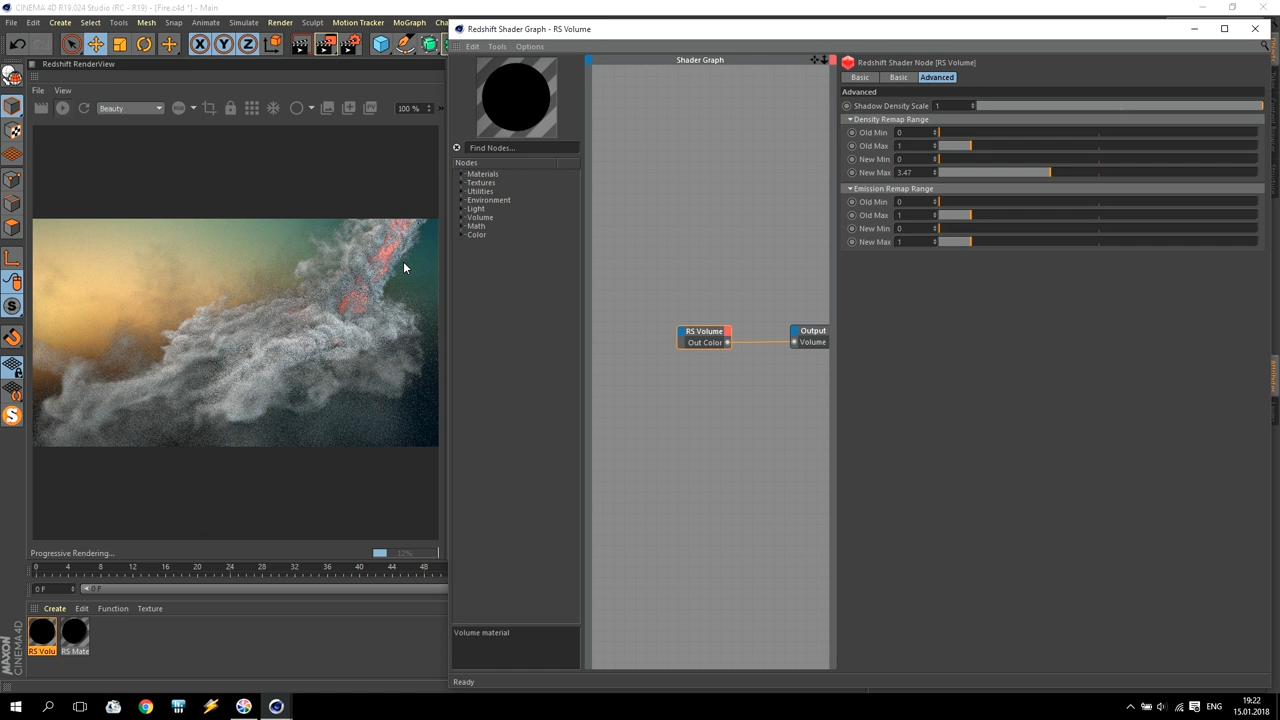 CINEMA 4D R19.024 Studio (RC - R19) - [Fire.c4d *] - Main
File Edit Create Select Tools Mesh Snap Animate Simulate Render Sculpt Motion Tracker MoGraph Cha
Redshift Shader Graph - RS Volume
Edit Tools Options
Redshift RenderView
File View
Beauty
100 %
Shader Graph
Find Nodes...
Nodes
Materials
Textures
Utilities
Environment
Light
Volume
Math
Color
RS Volume
Out Color
Output
Volume
Redshift Shader Node [RS Volume]
Basic Basic Advanced
Advanced
Shadow Density Scale 1
Density Remap Range
Old Min 0
Old Max 1
New Min 0
New Max 3.47
Emission Remap Range
Old Min 0
Old Max 1
New Min 0
New Max 1
Progressive Rendering... 12%
0 4 8 12 16 20 24 28 32 36 40 44 48
0 F 0 F
Create Edit Function Texture
RS Volu RS Mate
MAXON CINEMA4D
Volume material
Ready
ENG
19:22
15.01.2018